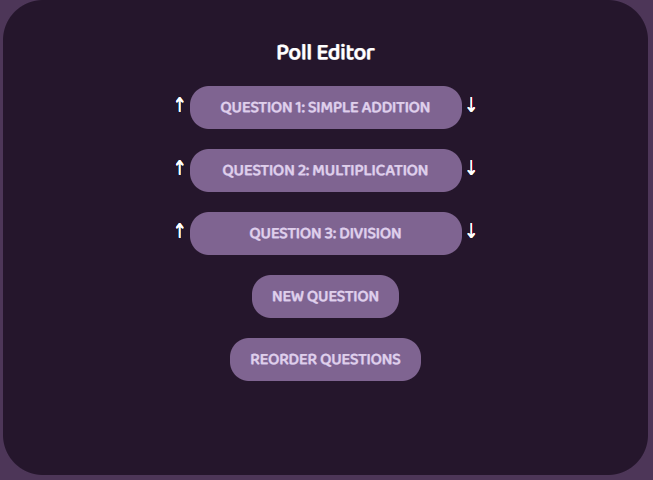 Poll Editor
↑ QUESTION 1: SIMPLE ADDITION ↓
↑ QUESTION 2: MULTIPLICATION ↓
↑ QUESTION 3: DIVISION ↓
NEW QUESTION
REORDER QUESTIONS